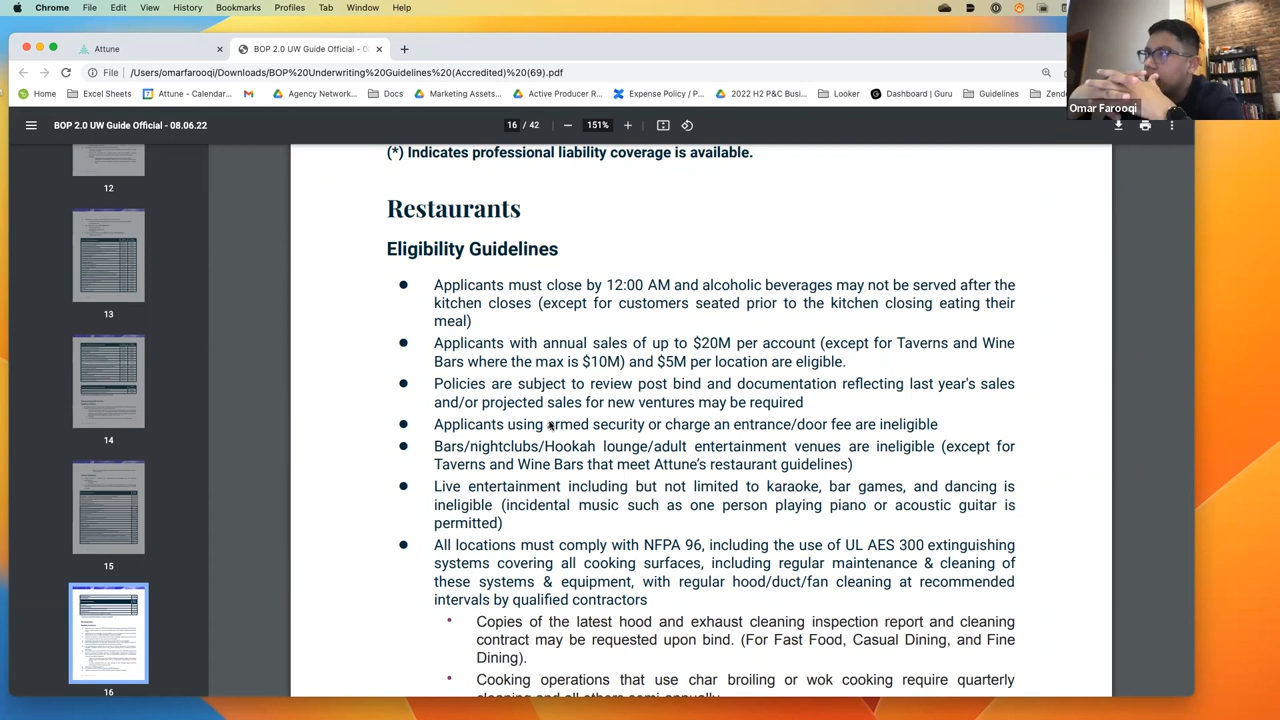 Chrome File Edit View History Bookmarks Profiles Tab Window Help
Attune × BOP 2.0 UW Guide Official - 0 × +
File /Users/omarfarooqi/Downloads/BOP%20Underwriting%20Guidelines%20(Accredited)%20(69).pdf
Home Excel Sheets Attune - Calendar... Agency Network... Docs Marketing Assets... Active Producer R... Expense Policy / P... 2022 H2 P&C Busi... Looker Dashboard | Guru Guidelines Zend
Omar Farooqi
BOP 2.0 UW Guide Official - 08.06.22 16 / 42 − 151% +
12
13
14
15
16
(*) Indicates professional liability coverage is available.
Restaurants
Eligibility Guidelines
● Applicants must close by 12:00 AM and alcoholic beverages may not be served after the
kitchen closes (except for customers seated prior to the kitchen closing eating their
meal)
● Applicants with annual sales of up to $20M per account (except for Taverns and Wine
Bars where the max is $10M) and $5M per location are eligible.
● Policies are subject to review post bind and documentation reflecting last year's sales
and/or projected sales for new ventures may be required
● Applicants using armed security or charge an entrance/door fee are ineligible
● Bars/nightclubs/Hookah lounge/adult entertainment venues are ineligible (except for
Taverns and Wine Bars that meet Attune's restaurant guidelines)
● Live entertainment including but not limited to karaoke, bar games, and dancing is
ineligible (incidental music such as one person playing piano or acoustic guitar is
permitted)
● All locations must comply with NFPA 96, including the use of UL AES 300 extinguishing
systems covering all cooking surfaces, including regular maintenance & cleaning of
these systems & equipment, with regular hood/duct/fan cleaning at recommended
intervals by qualified contractors
• Copies of the latest hood and exhaust cleaning inspection report and cleaning
contract may be requested upon bind. (For Fast Food, Casual Dining, and Fine
Dining)
• Cooking operations that use char broiling or wok cooking require quarterly
cleaning and all others semi-annually